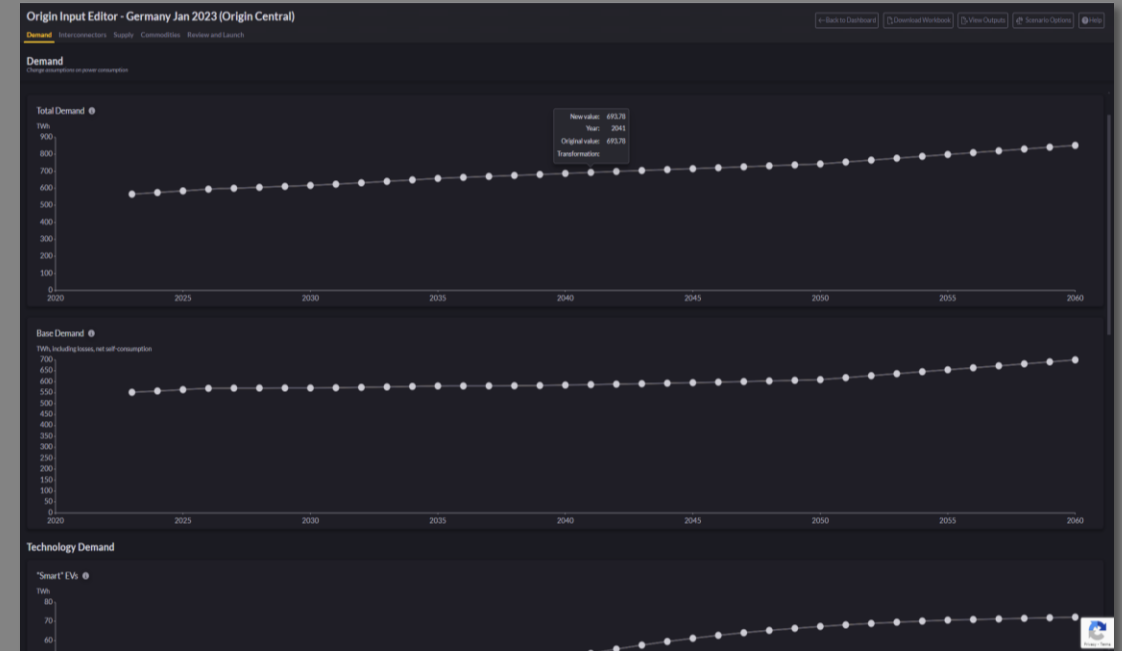 Origin Input Editor - Germany Jan 2023 (Origin Central)
←Back to Dashboard Download Workbook View Outputs Scenario Options Help
Demand Interconnectors Supply Commodities Review and Launch
Demand
Change assumptions on power consumption
Total Demand
TWh
New value: 693.78
Year: 2041
Original value: 693.78
Transformation:
900
800
700
600
500
400
300
200
100
0
2020 2025 2030 2035 2040 2045 2050 2055 2060
Base Demand
TWh, including losses, net self-consumption
700
650
600
550
500
450
400
350
300
250
200
150
100
50
0
2020 2025 2030 2035 2040 2045 2050 2055 2060
Technology Demand
"Smart" EVs
TWh
80
70
60
Privacy - Terms